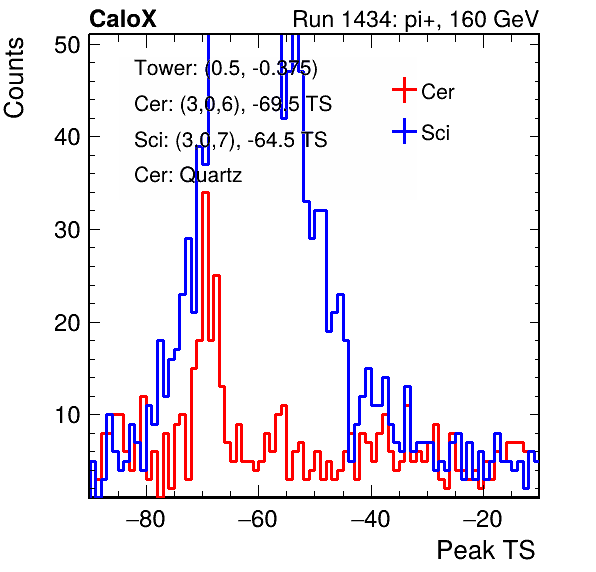 CaloX Run 1434: pi+, 160 GeV
Counts
50
40
30
20
10
Tower: (0.5, -0.375)
Cer: (3,0,6), -69.5 TS
Sci: (3,0,7), -64.5 TS
Cer: Quartz
Cer
Sci
−80 −60 −40 −20
Peak TS